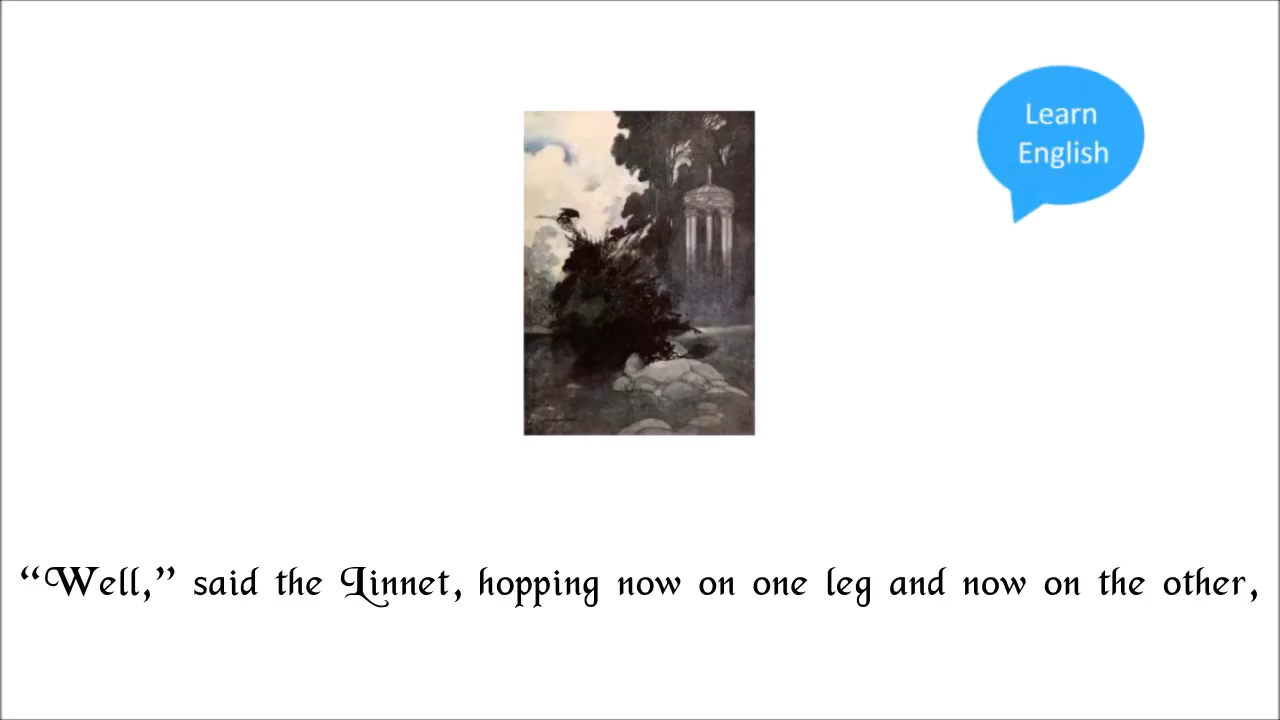 Learn
English
“Well,” said the Linnet, hopping now on one leg and now on the other,